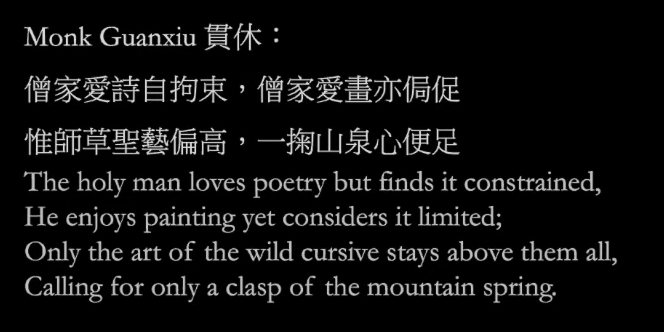 Monk Guanxiu 貫休：
僧家愛詩自拘束，僧家愛畫亦侷促
惟師草聖藝偏高，一掬山泉心便足
The holy man loves poetry but finds it constrained,
He enjoys painting yet considers it limited;
Only the art of the wild cursive stays above them all,
Calling for only a clasp of the mountain spring.